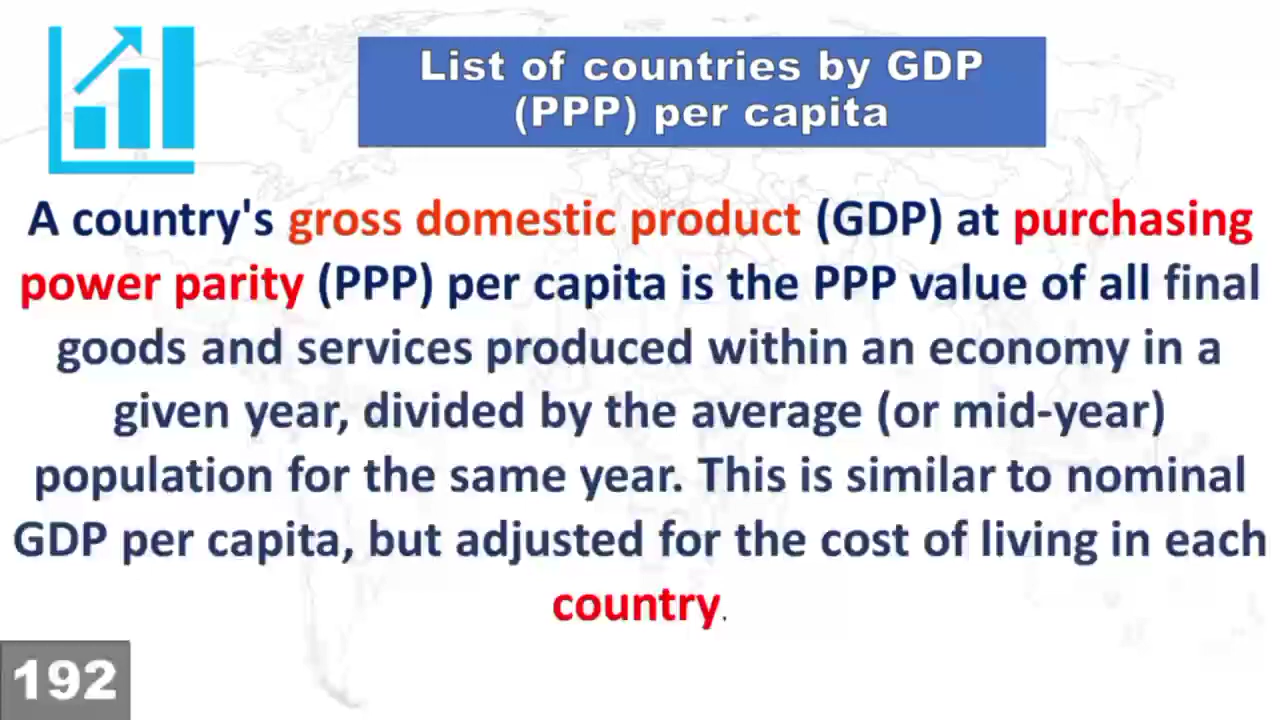 List of countries by GDP
(PPP) per capita
A country's gross domestic product (GDP) at purchasing
power parity (PPP) per capita is the PPP value of all final
goods and services produced within an economy in a
given year, divided by the average (or mid-year)
population for the same year. This is similar to nominal
GDP per capita, but adjusted for the cost of living in each
country.
192